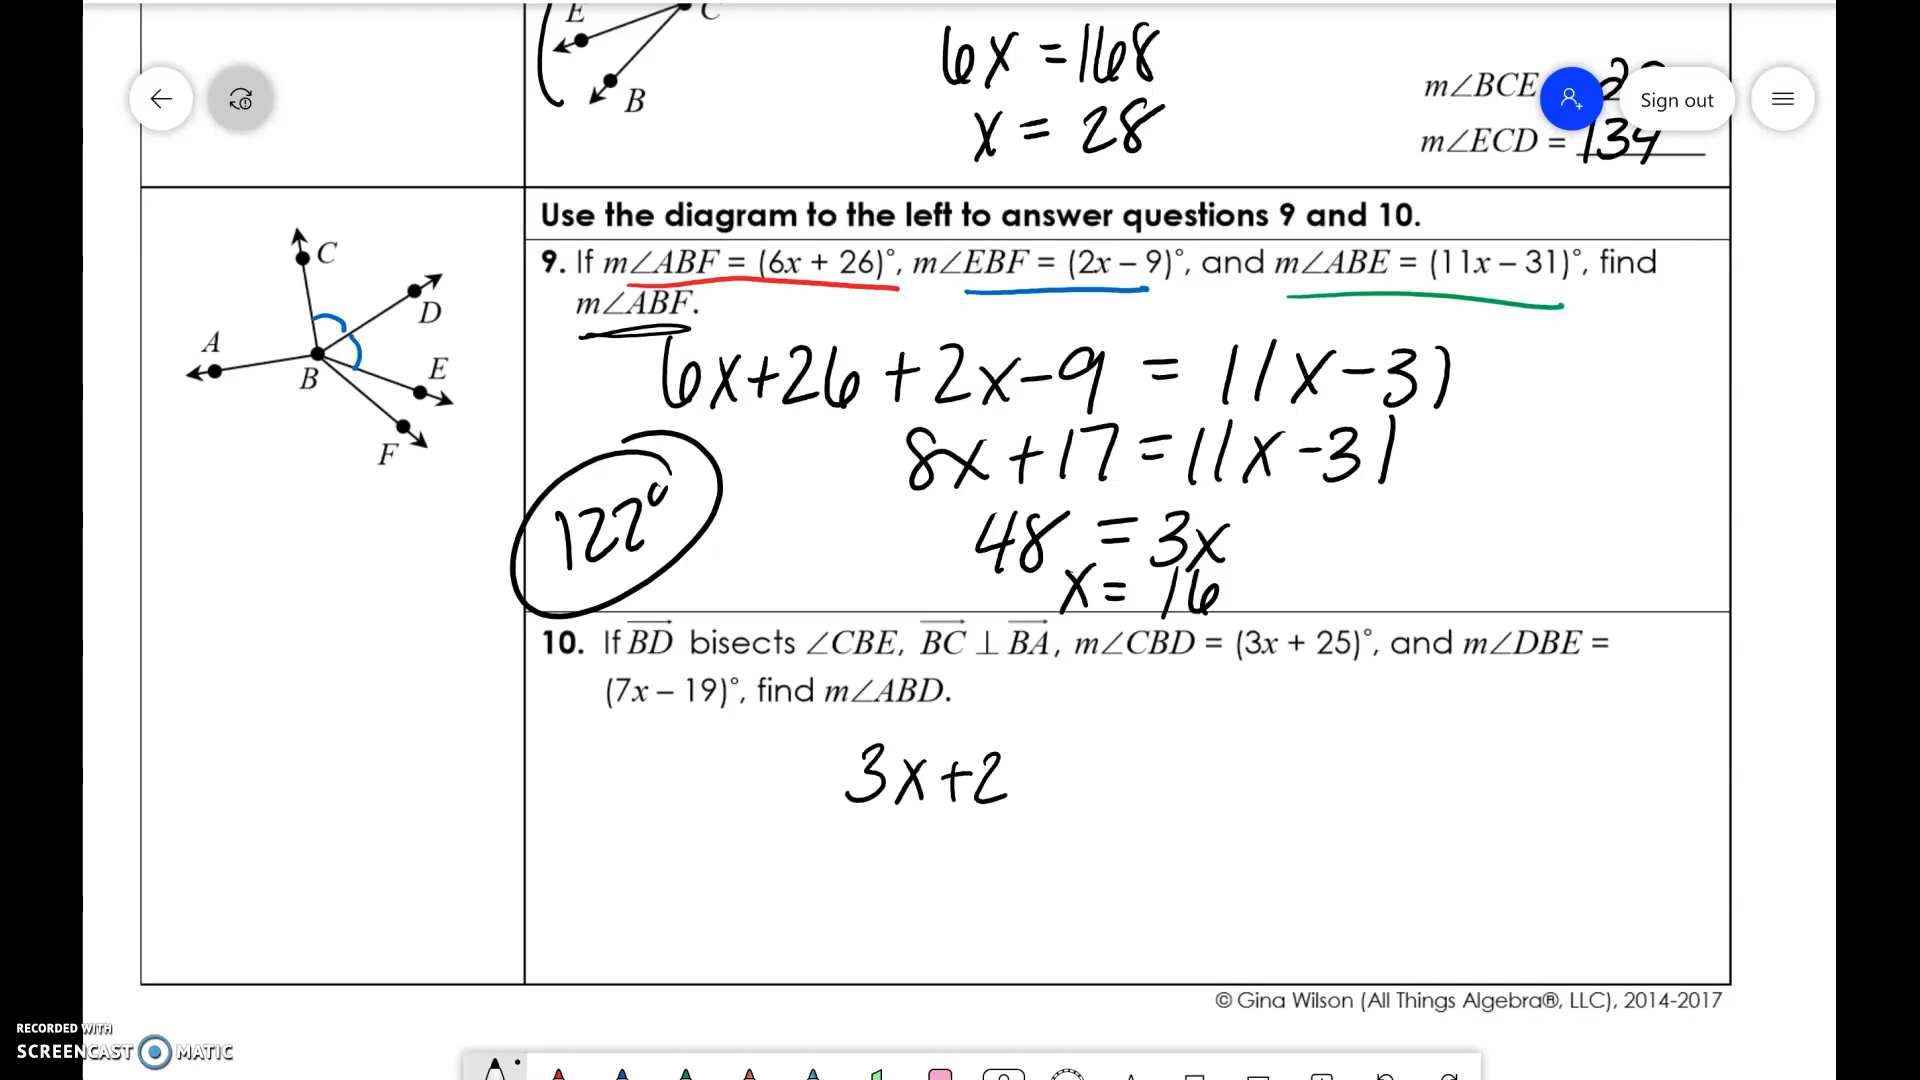 E
C
B
6x = 168
x = 28
m∠BCE
m∠ECD = 134
Sign out
Use the diagram to the left to answer questions 9 and 10.
9. If m∠ABF = (6x + 26)°, m∠EBF = (2x – 9)°, and m∠ABE = (11x – 31)°, find
m∠ABF.
C
D
A
B
E
F
6x+26+2x-9 = 11x-31
8x+17=11x-31
48 = 3x
x = 16
122°
10. If BD bisects ∠CBE, BC ⊥ BA, m∠CBD = (3x + 25)°, and m∠DBE =
(7x – 19)°, find m∠ABD.
3x+2
© Gina Wilson (All Things Algebra®, LLC), 2014-2017
RECORDED WITH
SCREENCAST MATIC